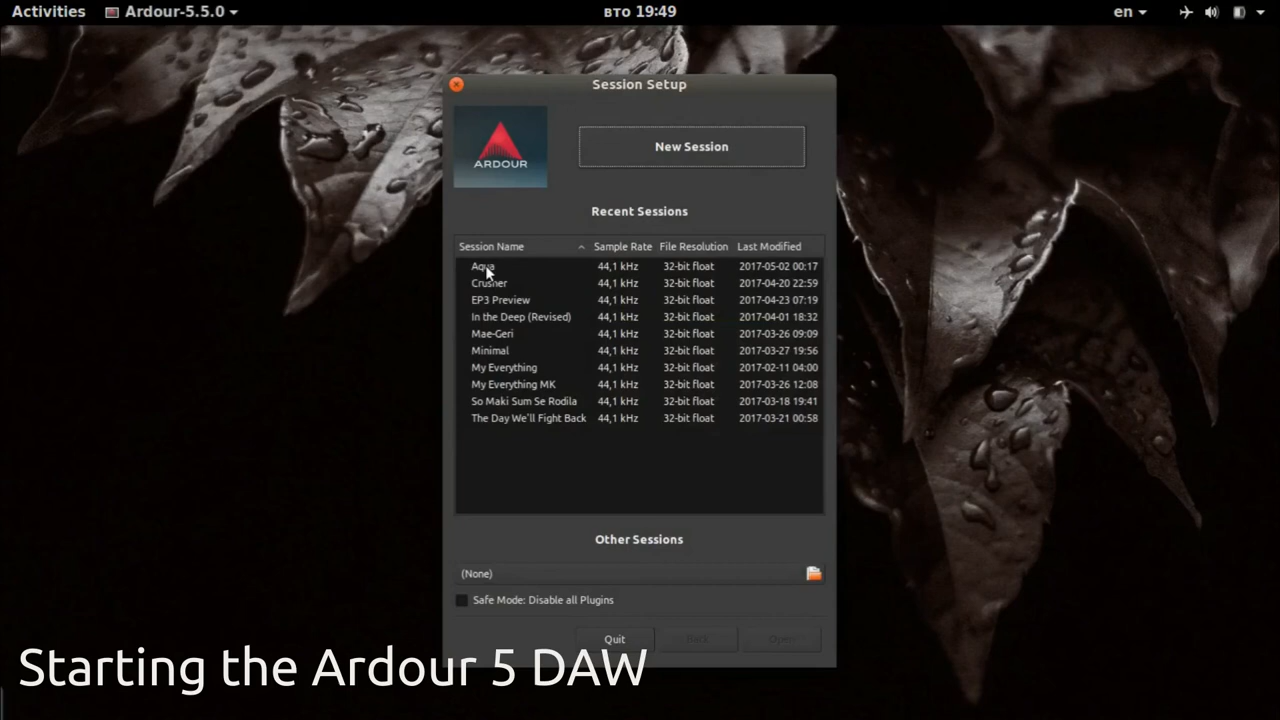 Activities Ardour-5.5.0 вто 19:49 en
Session Setup
ARDOUR
New Session
Recent Sessions
Session Name Sample Rate File Resolution Last Modified
Aqua 44,1 kHz 32-bit float 2017-05-02 00:17
Crusher 44,1 kHz 32-bit float 2017-04-20 22:59
EP3 Preview 44,1 kHz 32-bit float 2017-04-23 07:19
In the Deep (Revised) 44,1 kHz 32-bit float 2017-04-01 18:32
Mae-Geri 44,1 kHz 32-bit float 2017-03-26 09:09
Minimal 44,1 kHz 32-bit float 2017-03-27 19:56
My Everything 44,1 kHz 32-bit float 2017-02-11 04:00
My Everything MK 44,1 kHz 32-bit float 2017-03-26 12:08
So Maki Sum Se Rodila 44,1 kHz 32-bit float 2017-03-18 19:41
The Day We'll Fight Back 44,1 kHz 32-bit float 2017-03-21 00:58
Other Sessions
(None)
Safe Mode: Disable all Plugins
Quit Back Open
Starting the Ardour 5 DAW